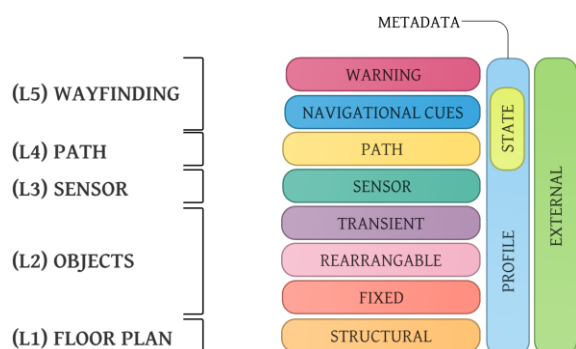 METADATA
(L5) WAYFINDING
WARNING
NAVIGATIONAL CUES
(L4) PATH
PATH
(L3) SENSOR
SENSOR
(L2) OBJECTS
TRANSIENT
REARRANGABLE
FIXED
(L1) FLOOR PLAN
STRUCTURAL
STATE
PROFILE
EXTERNAL